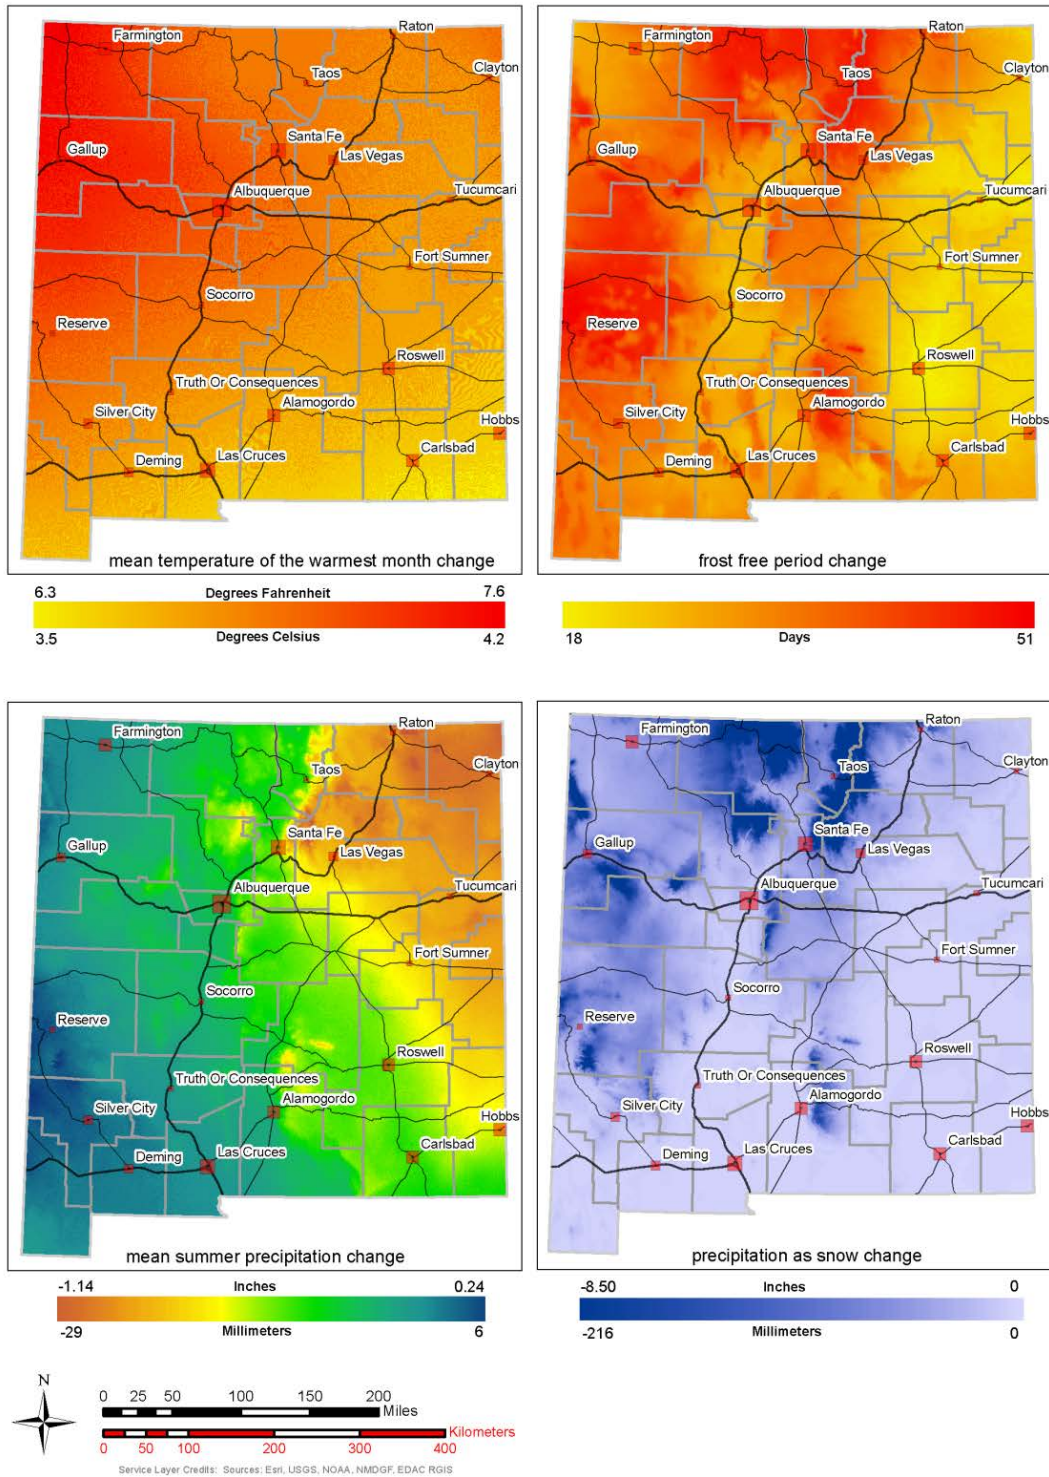 Raton
Farmington
Taos
Clayton
Santa Fe
Gallup
Las Vegas
Albuquerque
Tucumcari
Fort Sumner
Socorro
Reserve
Roswell
Truth Or Consequences
Silver City
Alamogordo
Hobbs
Carlsbad
Deming
Las Cruces
mean temperature of the warmest month change
6.3 Degrees Fahrenheit 7.6
3.5 Degrees Celsius 4.2
Raton
Farmington
Taos
Clayton
Santa Fe
Gallup
Las Vegas
Albuquerque
Tucumcari
Fort Sumner
Socorro
Reserve
Roswell
Truth Or Consequences
Silver City
Alamogordo
Hobbs
Carlsbad
Deming
Las Cruces
frost free period change
18 Days 51
Raton
Farmington
Taos
Clayton
Santa Fe
Gallup
Las Vegas
Albuquerque
Tucumcari
Fort Sumner
Socorro
Reserve
Roswell
Truth Or Consequences
Silver City
Alamogordo
Hobbs
Carlsbad
Deming
Las Cruces
mean summer precipitation change
-1.14 Inches 0.24
-29 Millimeters 6
Raton
Farmington
Taos
Clayton
Santa Fe
Gallup
Las Vegas
Albuquerque
Tucumcari
Fort Sumner
Socorro
Reserve
Roswell
Truth Or Consequences
Silver City
Alamogordo
Hobbs
Carlsbad
Deming
Las Cruces
precipitation as snow change
-8.50 Inches 0
-216 Millimeters 0
N
0 25 50 100 150 200
Miles
Kilometers
0 50 100 200 300 400
Service Layer Credits: Sources: Esri, USGS, NOAA, NMDGF, EDAC RGIS